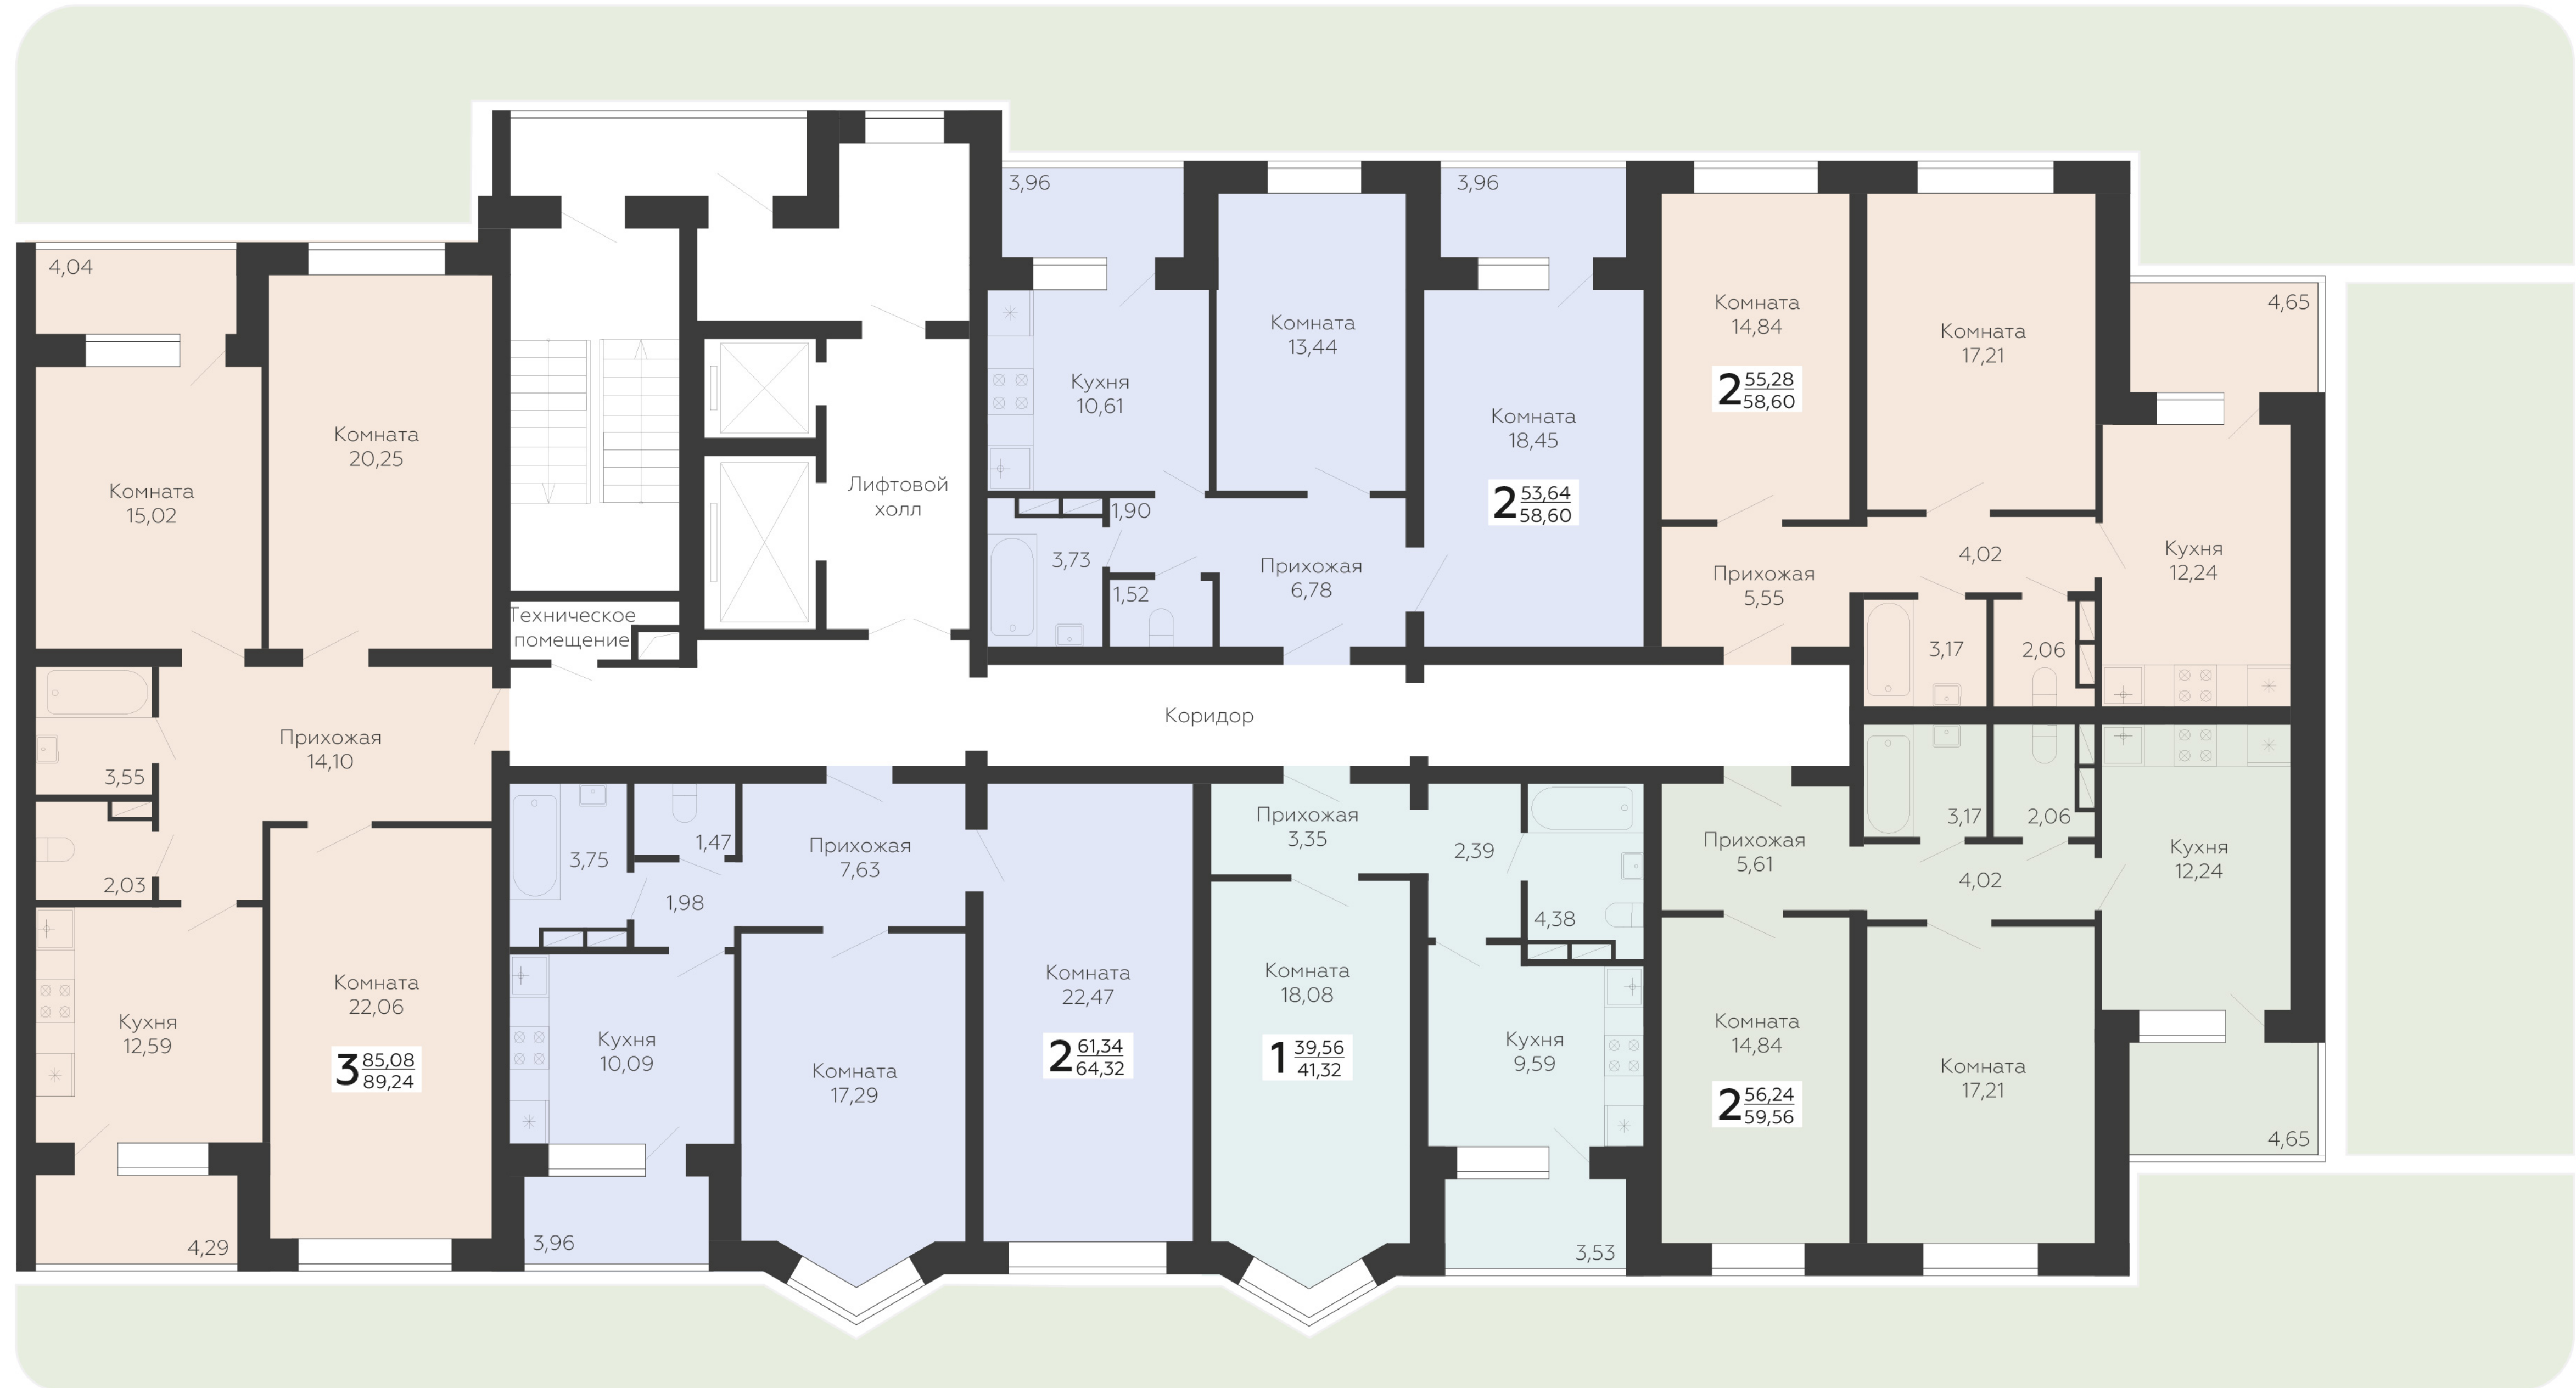 4,04
Комната
20,25
Комната
15,02
3,55
Прихожая
14,10
2,03
Кухня
12,59
4,29
Комната
22,06
3
85,08
89,24
Техническое
помещение
Лифтовой
холл
Коридор
3,96
Кухня
10,61
Комната
13,44
3,96
Комната
18,45
2
53,64
58,60
1,90
3,73
1,52
Прихожая
6,78
Комната
14,84
2
55,28
58,60
Комната
17,21
4,65
Кухня
12,24
4,02
Прихожая
5,55
3,17
2,06
3,75
1,47
Прихожая
7,63
1,98
Кухня
10,09
3,96
Комната
17,29
Комната
22,47
2
61,34
64,32
Прихожая
3,35
2,39
4,38
Комната
18,08
1
39,56
41,32
Кухня
9,59
3,53
Прихожая
5,61
3,17
2,06
4,02
Кухня
12,24
Комната
14,84
2
56,24
59,56
Комната
17,21
4,65